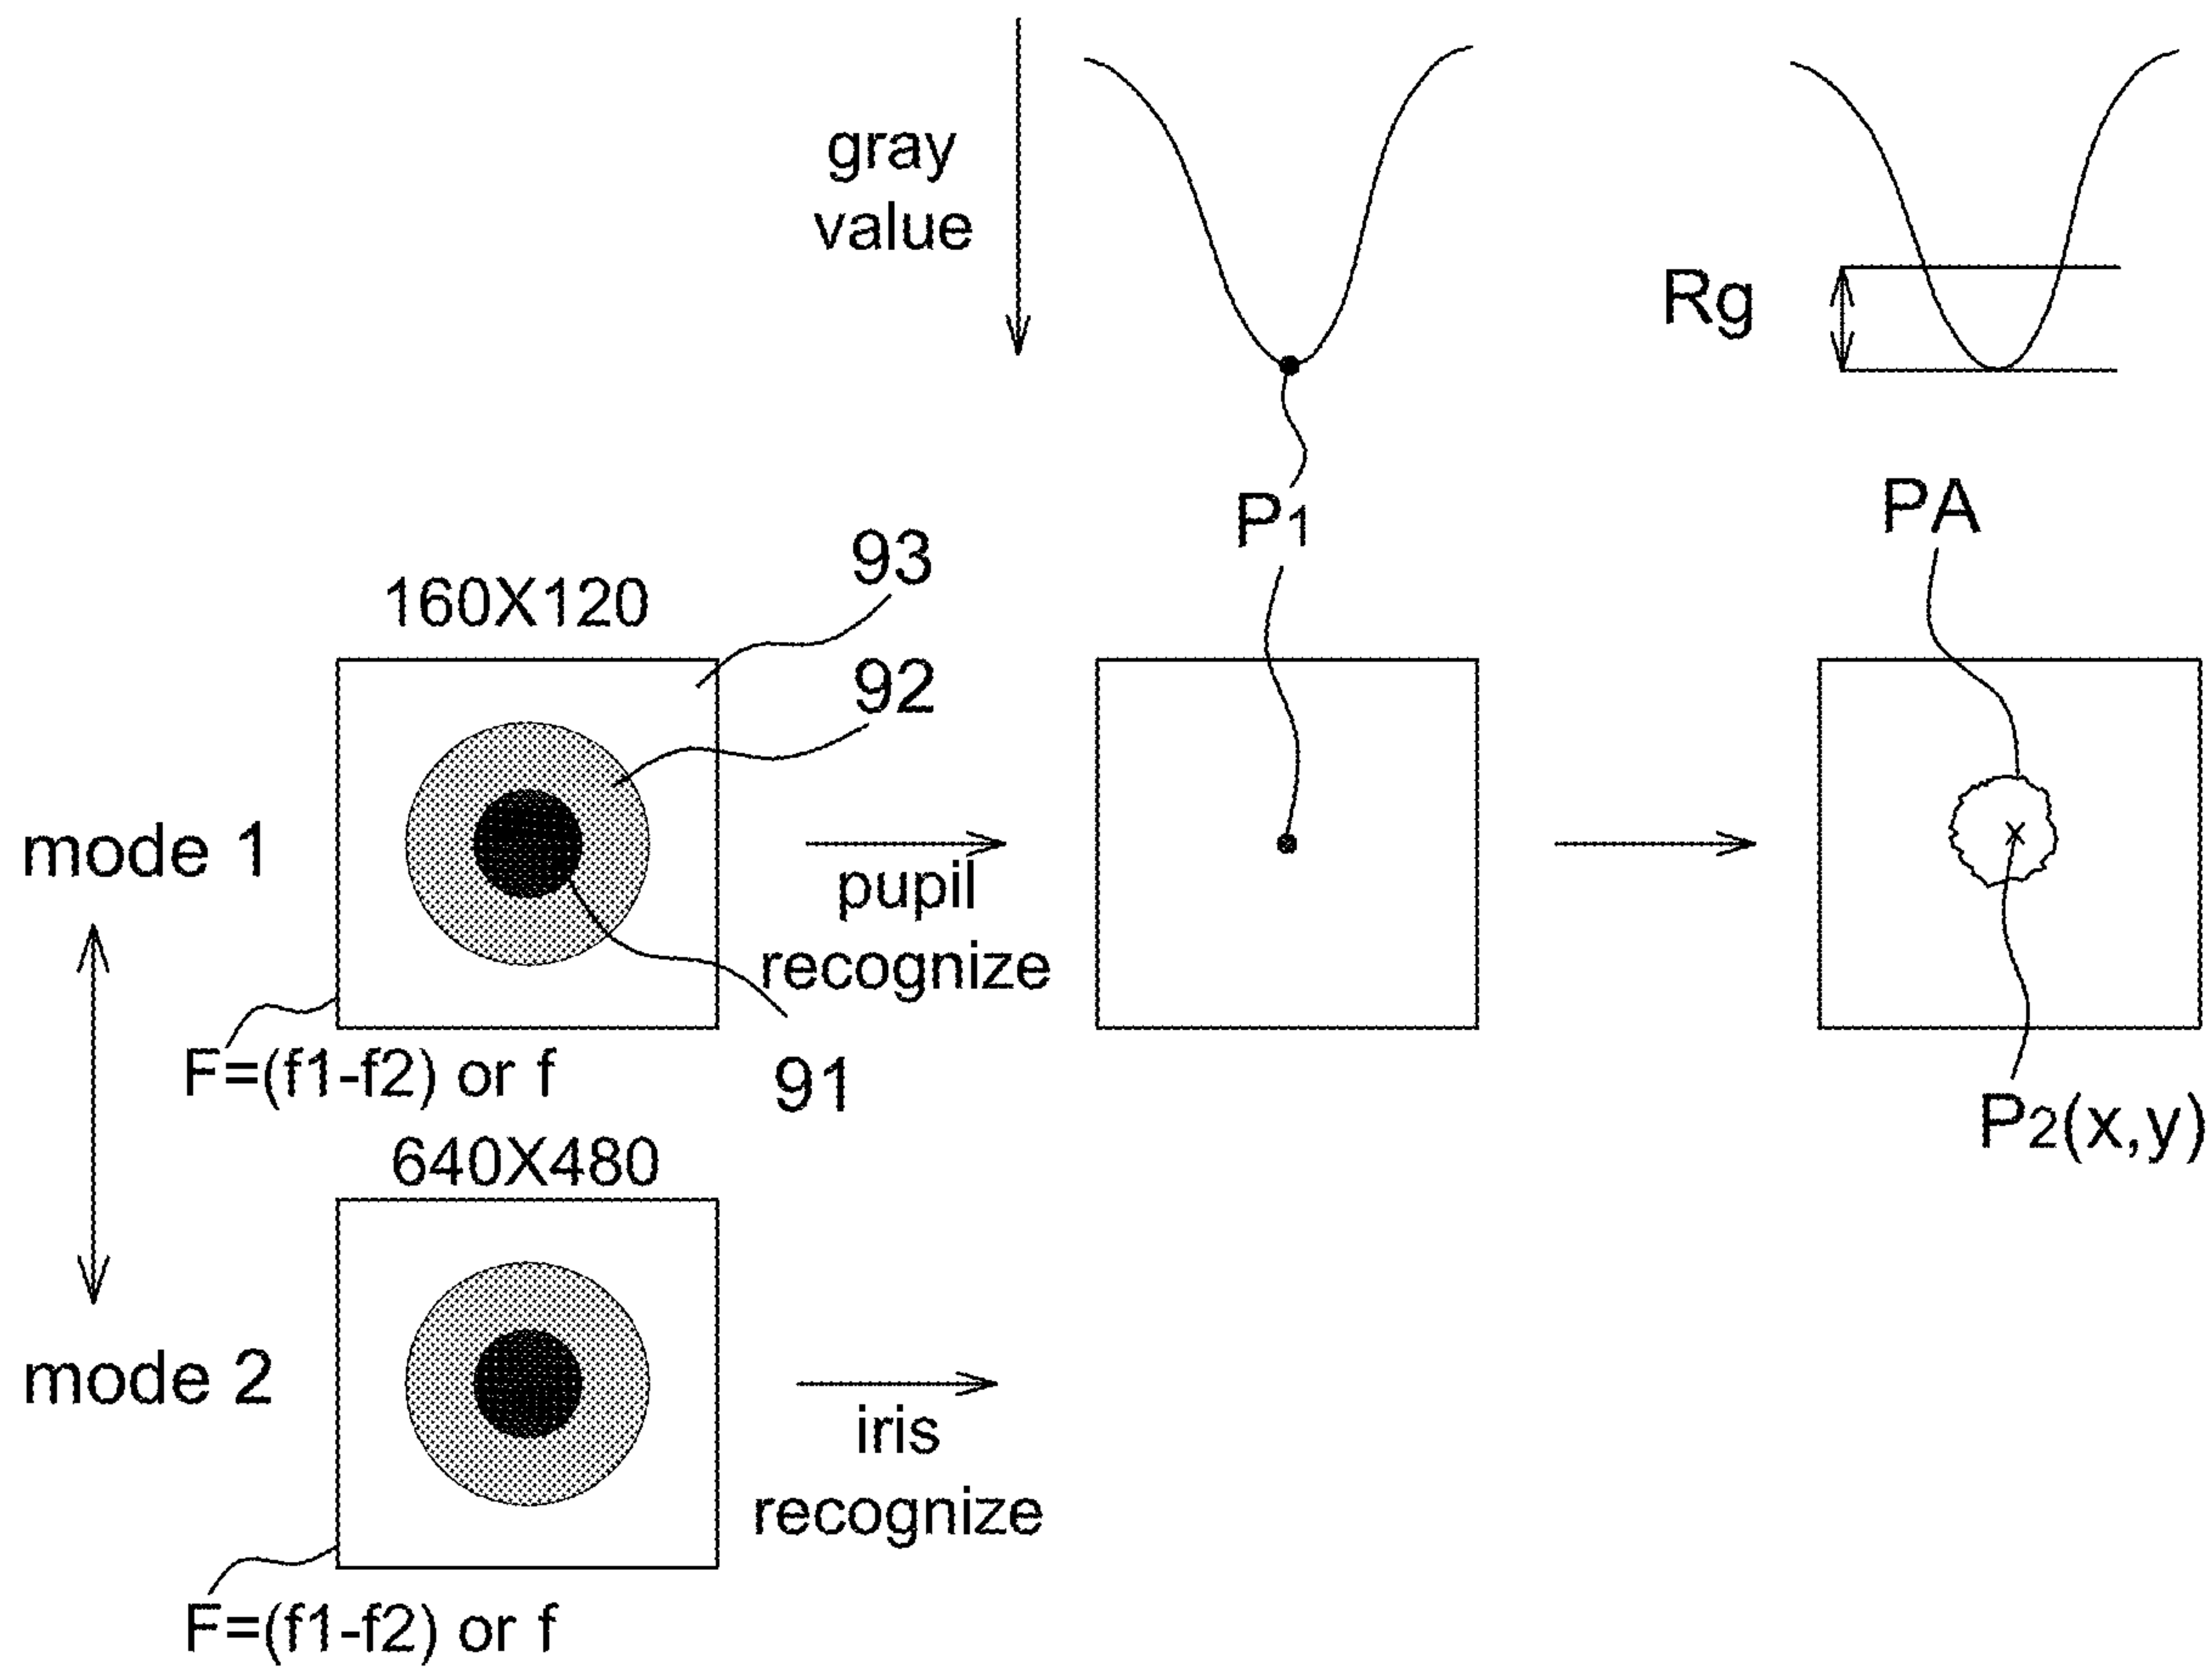 gray
value
Rg
P1
PA
93
160X120
92
mode 1
pupil
recognize
F=(f1-f2) or f
91
P2(x,y)
640X480
mode 2
iris
recognize
F=(f1-f2) or f